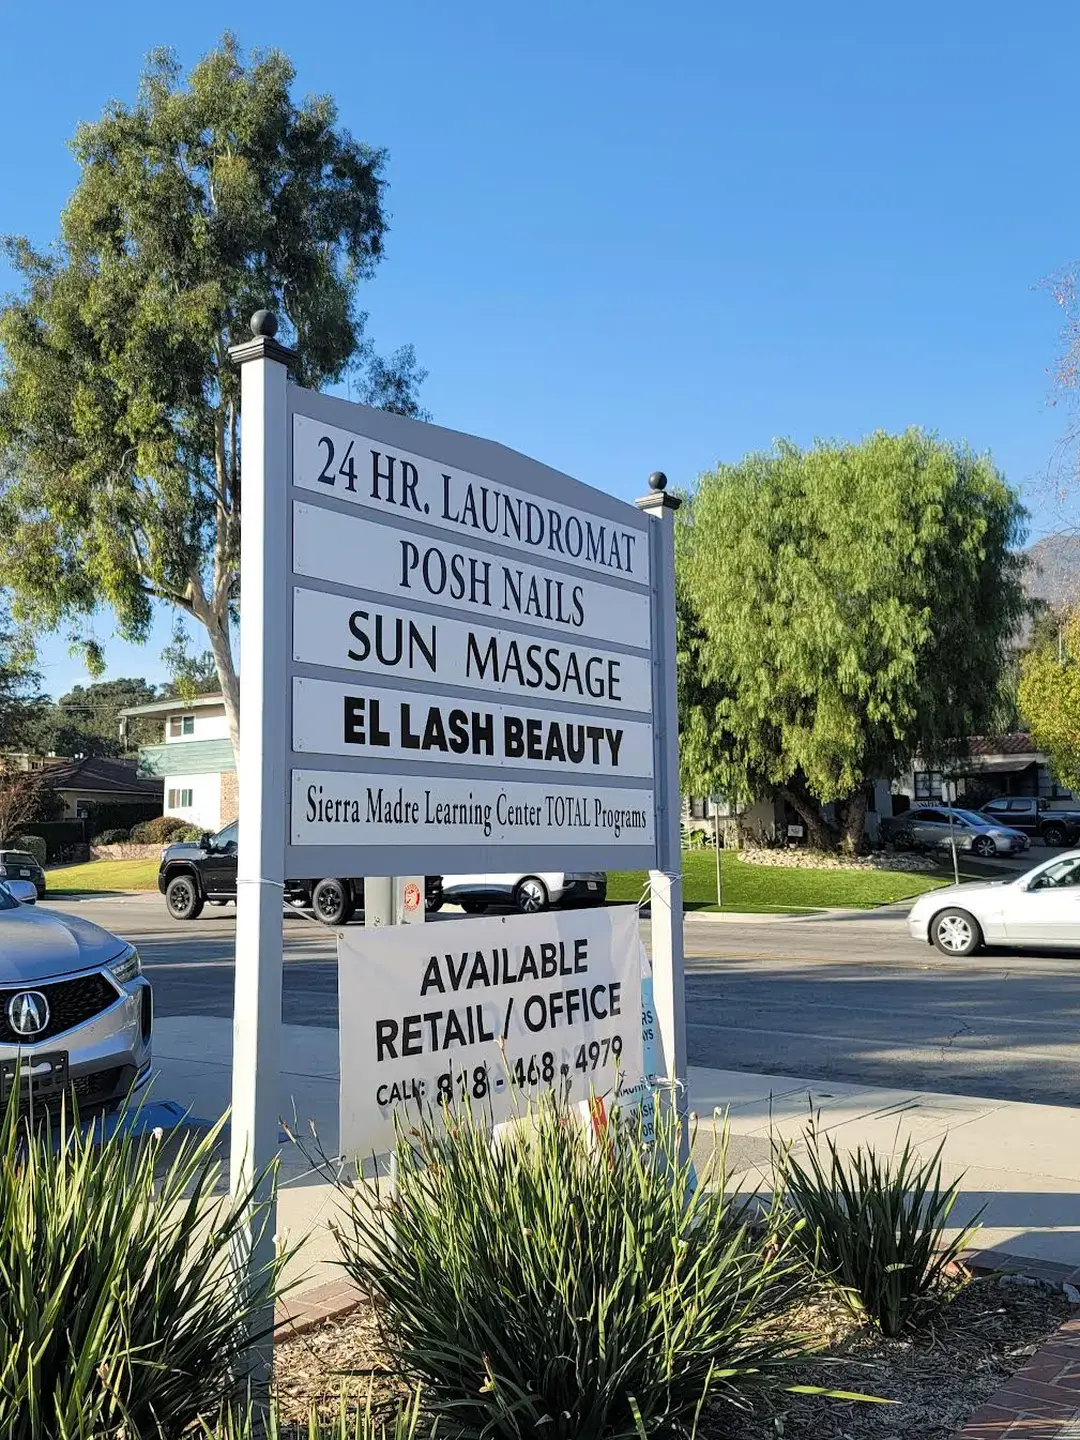 24 HR. LAUNDROMAT
POSH NAILS
SUN MASSAGE
EL LASH BEAUTY
Sierra Madre Learning Center TOTAL Programs
AVAILABLE
RETAIL / OFFICE
CALL: 818 - 468 - 4979